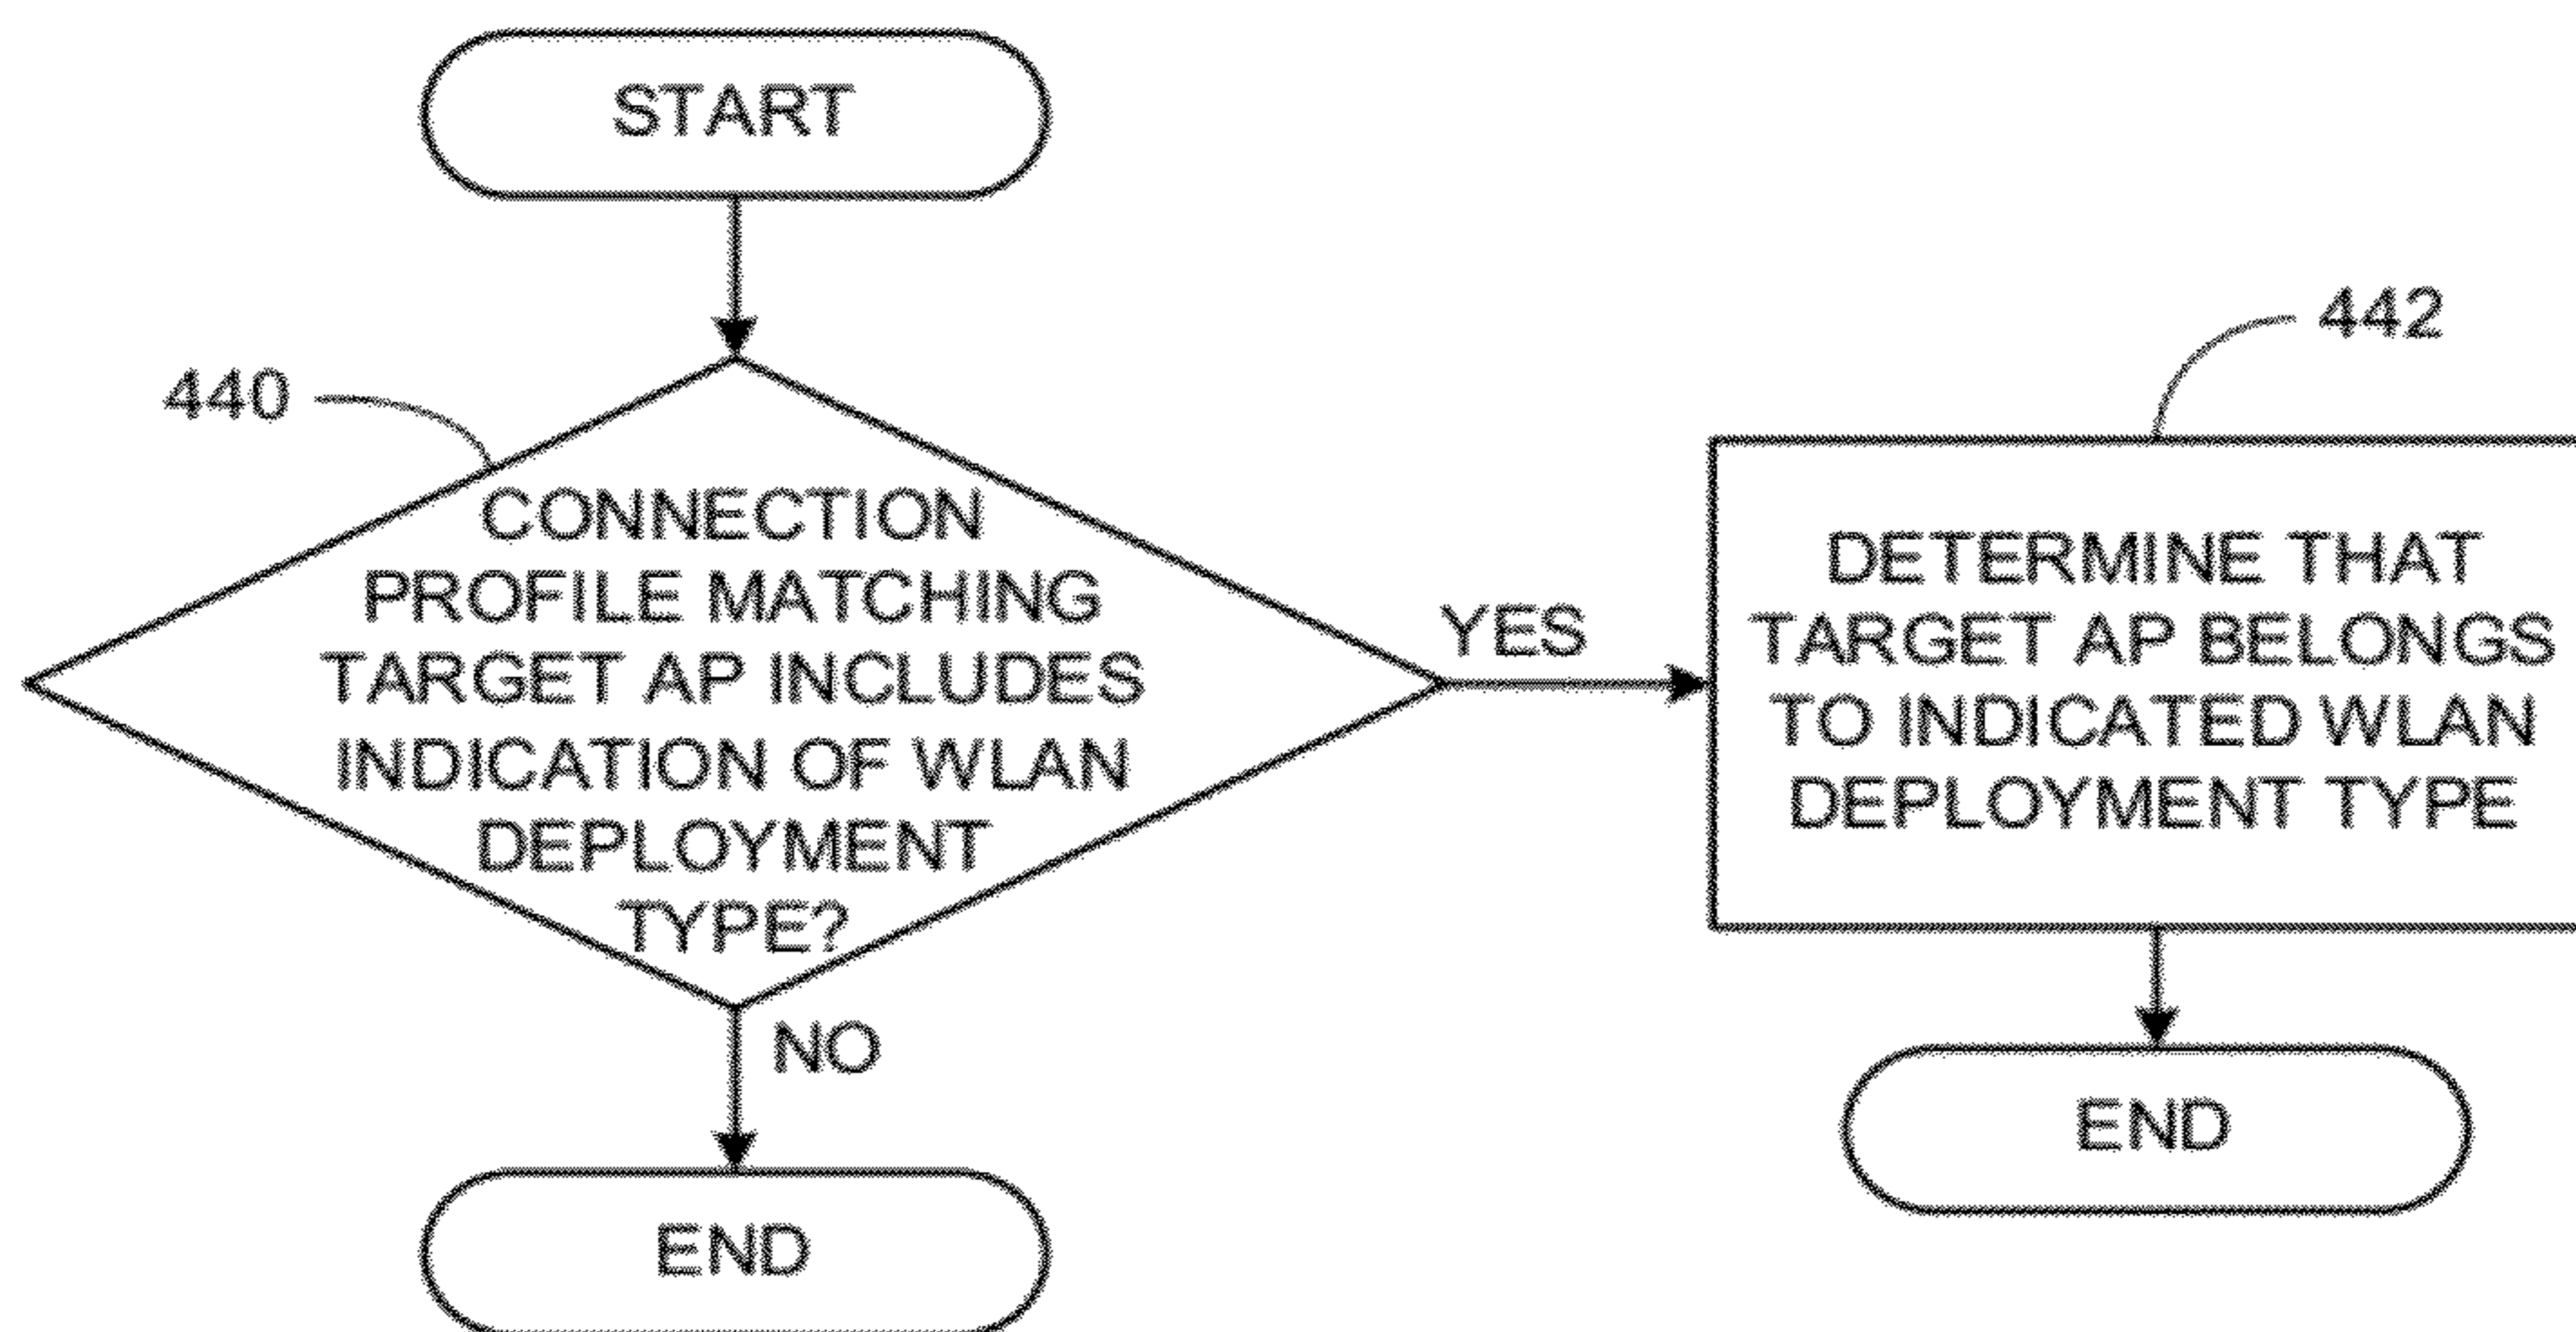 START
440
CONNECTION
PROFILE MATCHING
TARGET AP INCLUDES
INDICATION OF WLAN
DEPLOYMENT
TYPE?
YES
442
DETERMINE THAT
TARGET AP BELONGS
TO INDICATED WLAN
DEPLOYMENT TYPE
NO
END
END